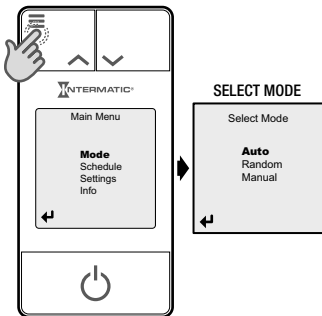 INTERMATIC®
Main Menu
Mode
Schedule
Settings
Info
SELECT MODE
Select Mode
Auto
Random
Manual